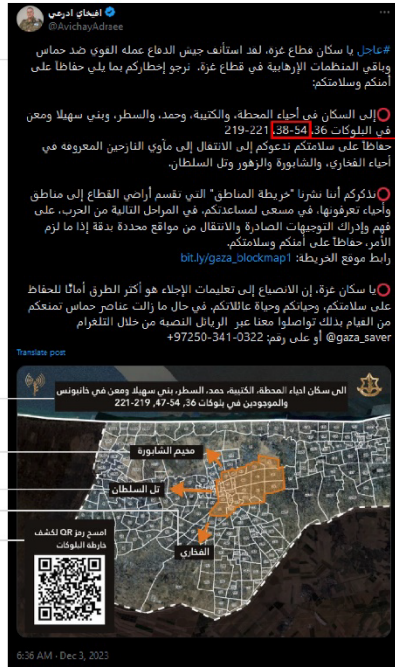 افيخاي ادرعي
@AvichayAdraee
#عاجل يا سكان قطاع غزة، لقد استأنف جيش الدفاع عمله القوي ضد حماس
وباقي المنظمات الإرهابية في قطاع غزة. نرجو إخطاركم بما يلي حفاظًا على
أمنكم وسلامتكم:
⭕إلى السكان في أحياء المحطة، والكتيبة، وحمد، والسطر، وبني سهيلا ومعن
في البلوكات 36، 38-54، 219-221
حفاظًا على سلامتكم ندعوكم إلى الانتقال إلى مآوي النازحين المعروفة في
أحياء الفخاري، والشابورة والزهور وتل السلطان.
⭕نذكركم أننا نشرنا "خريطة المناطق" التي تقسم أراضي القطاع إلى مناطق
وأحياء تعرفونها، في مسعى لمساعدتكم، في المراحل التالية من الحرب، على
فهم وإدراك التوجيهات الصادرة والانتقال من مواقع محددة بدقة إذا ما لزم
الأمر، حفاظًا على أمنكم وسلامتكم.
رابط موقع الخريطة: bit.ly/gaza_blockmap1
⭕يا سكان غزة، إن الانصياع إلى تعليمات الإجلاء هو أكثر الطرق أمانًا للحفاظ
على سلامتكم، وحياتكم وحياة عائلاتكم. في حال ما زالت عناصر حماس تمنعكم
من القيام بذلك تواصلوا معنا عبر الرسائل النصية من خلال التلغرام
@gaza_saver أو على رقم: 0322-341-97250+
Translate post
الى سكان احياء المحطة، الكتيبة، حمد، السطر، بني سهيلا ومعن في خانيونس
والموجودين في بلوكات 36, 47-54, 219-221
مخيم الشابورة
تل السلطان
الفخاري
امسح رمز QR لكشف
خارطة البلوكات
6:36 AM · Dec 3, 2023